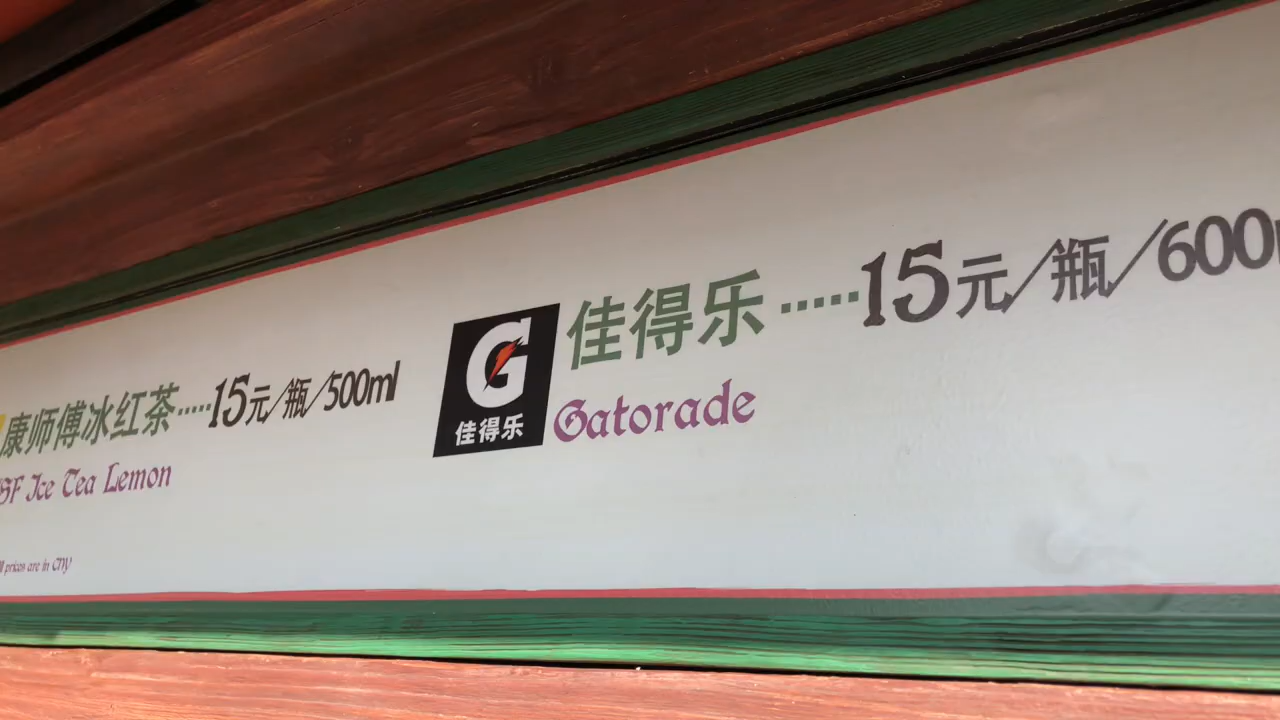 康师傅冰红茶·····15元/瓶/500ml
SF Ice Tea Lemon
prices are in CNY
佳得乐
佳得乐·····15元/瓶/600
Gatorade